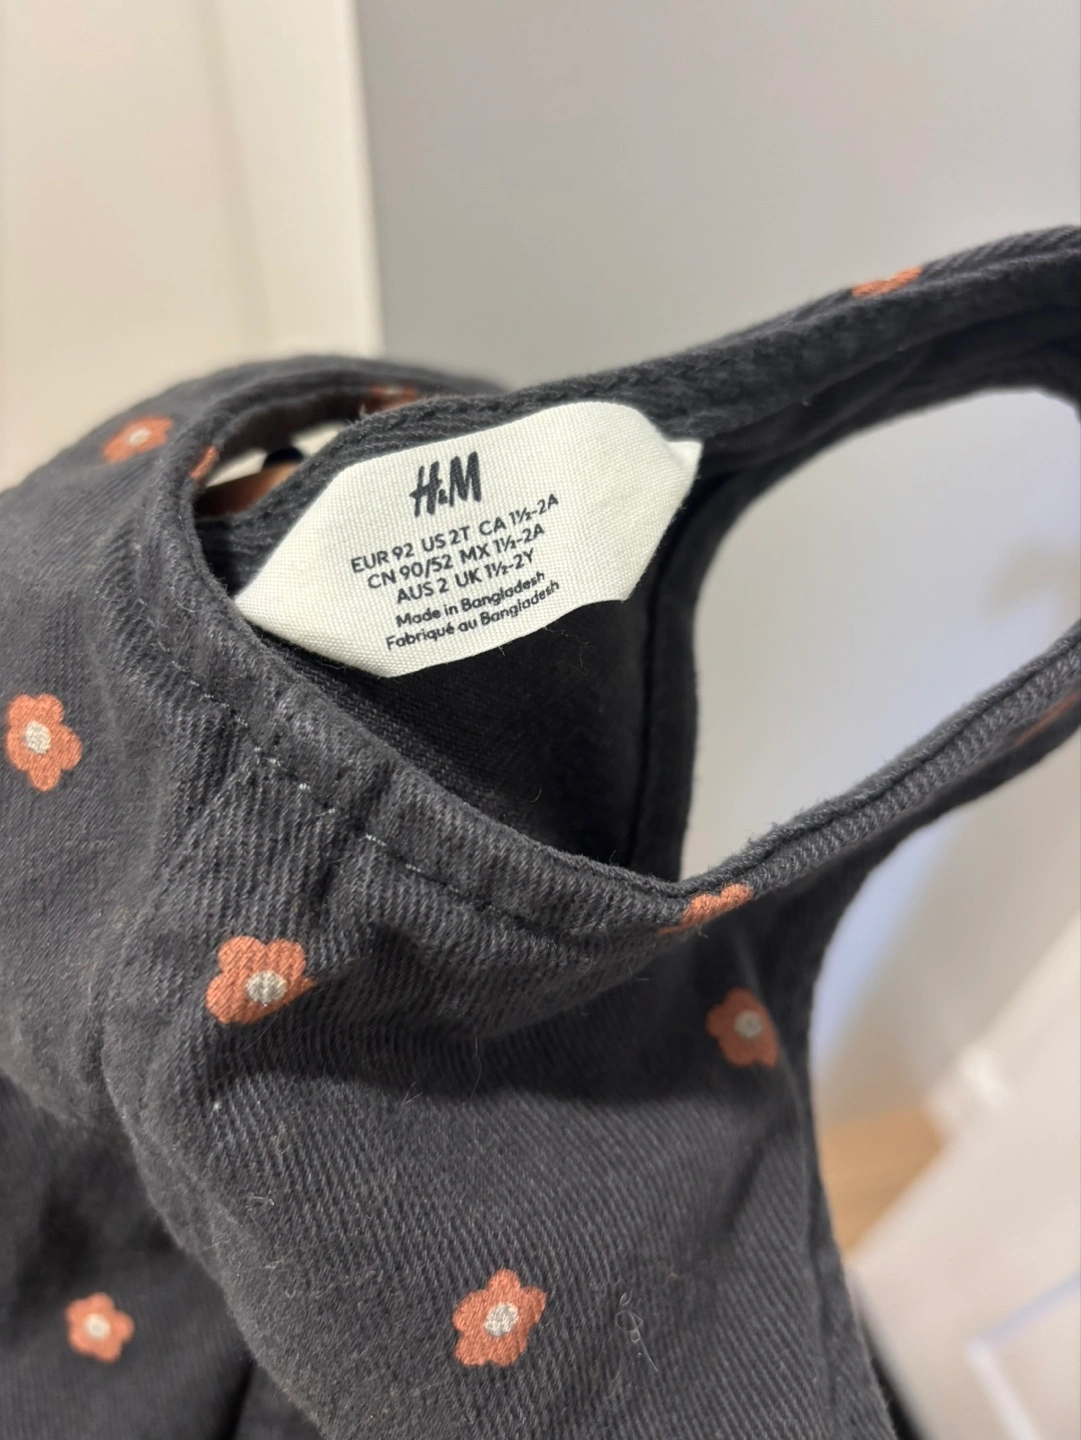 H&M
EUR 92 US 2T CA 1½-2A
CN 90/52 MX 1½-2A
AUS 2 UK 1½-2Y
Made in Bangladesh
Fabriqué au Bangladesh